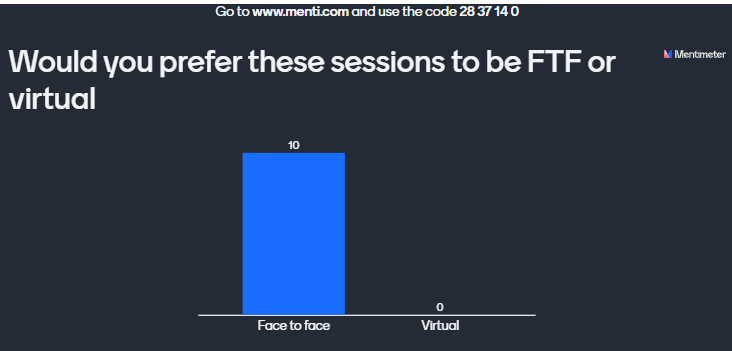 Go to www.menti.com and use the code 28 37 14 0
Would you prefer these sessions to be FTF or
virtual
Mentimeter
10
0
Face to face
Virtual